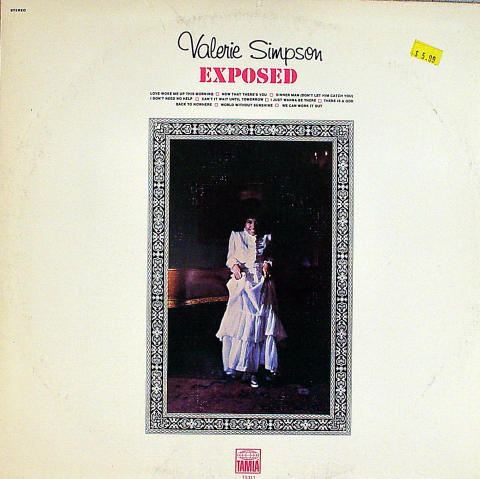 STEREO
$ 5.98
Valerie Simpson
EXPOSED
LOVE WOKE ME UP THIS MORNING □ NOW THAT THERE'S YOU □ SINNER MAN (DON'T LET HIM CATCH YOU)
I DON'T NEED NO HELP □ CAN'T IT WAIT UNTIL TOMORROW □ I JUST WANNA BE THERE □ THERE IS A GOD
BACK TO NOWHERE □ WORLD WITHOUT SUNSHINE □ WE CAN WORK IT OUT
TAMLA